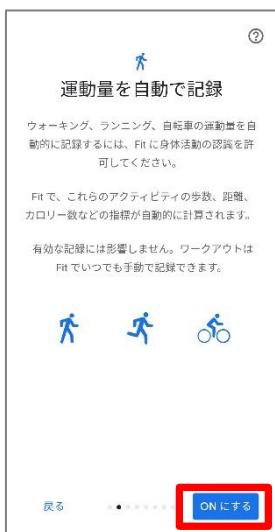 運動量を自動で記録
ウォーキング、ランニング、自転車の運動量を自
動的に記録するには、Fit に身体活動の認識を許
可してください。
Fit で、これらのアクティビティの歩数、距離、
カロリー数などの指標が自動的に計算されます。
有効な記録には影響しません。ワークアウトは
Fit でいつでも手動で記録できます。
戻る
ON にする